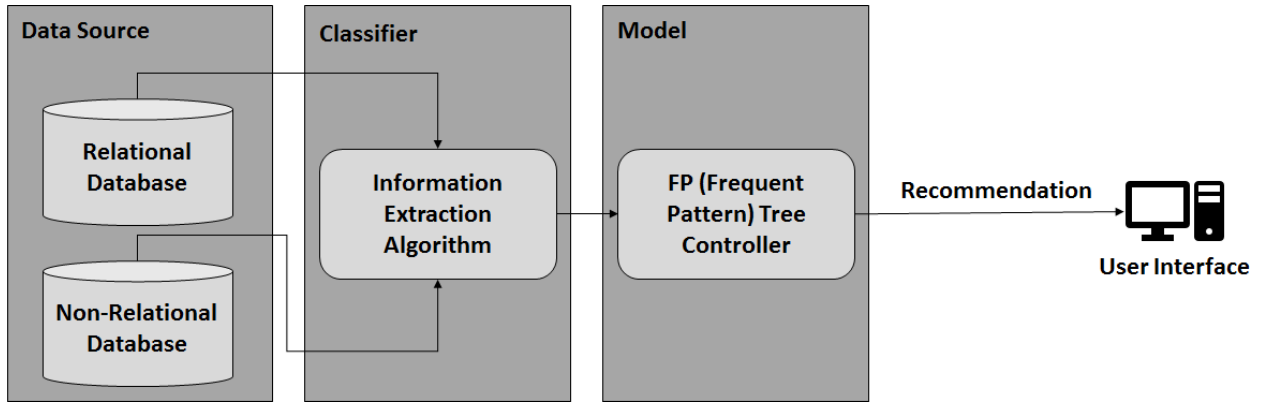 Data Source
Relational
Database
Non-Relational
Database
Classifier
Information
Extraction
Algorithm
Model
FP (Frequent
Pattern) Tree
Controller
Recommendation
User Interface